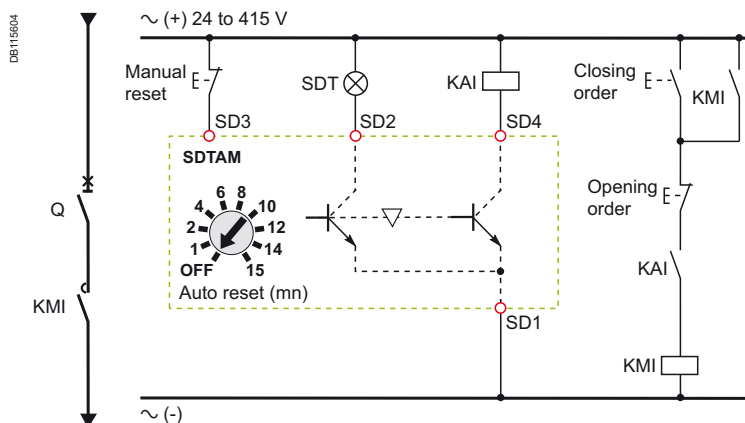 DB115604
∼ (+) 24 to 415 V
Manual
reset
SDT
KAI
Closing
order
KMI
SD3
SD2
SD4
SDTAM
Q
6
8
4
10
2
12
1
14
OFF
15
Auto reset (mn)
Opening
order
KAI
KMI
SD1
KMI
∼ (-)